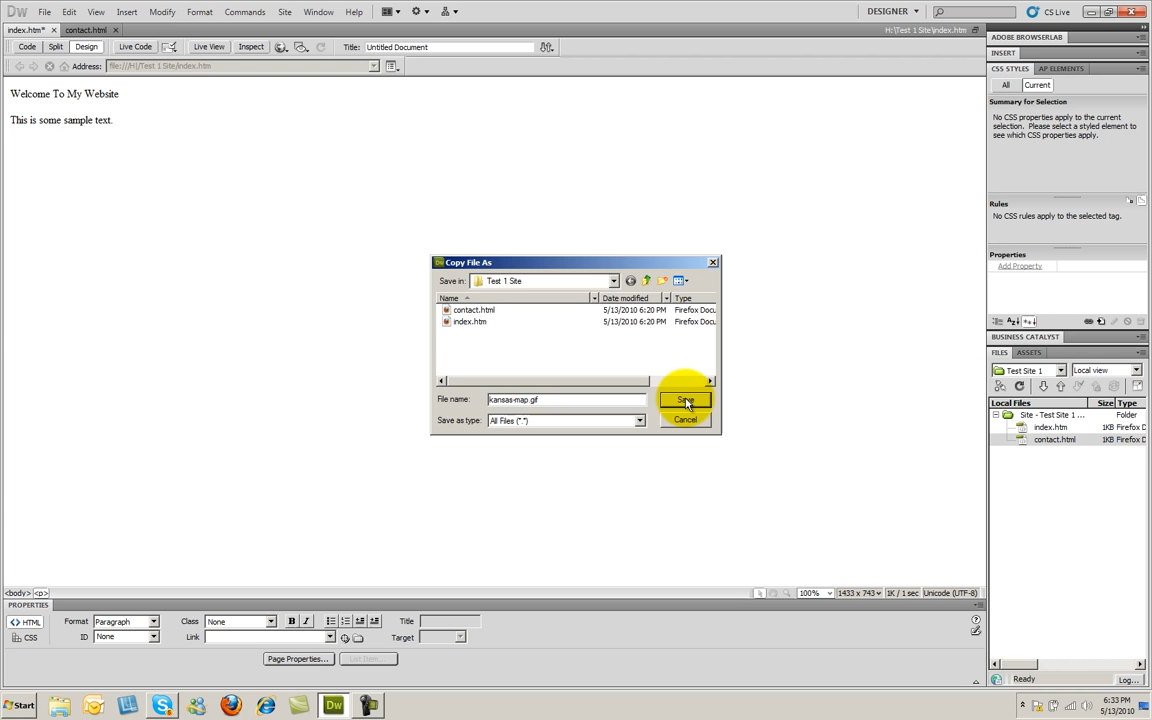 Dw File Edit View Insert Modify Format Commands Site Window Help DESIGNER CS Live
index.htm* contact.html H:\Test 1 Site\index.htm
Code Split Design Live Code Live View Inspect Title: Untitled Document
Address: file:///H|/Test 1 Site/index.htm
Welcome To My Website
This is some sample text.
Copy File As
Save in: Test 1 Site
Name Date modified Type
contact.html 5/13/2010 6:20 PM Firefox Docu
index.htm 5/13/2010 6:20 PM Firefox Docu
File name: kansas-map.gif Save
Save as type: All Files (*.*) Cancel
ADOBE BROWSERLAB
INSERT
CSS STYLES AP ELEMENTS
All Current
Summary for Selection
No CSS properties apply to the current
selection. Please select a styled element to
see which CSS properties apply.
Rules
No CSS rules apply to the selected tag.
Properties
Add Property
BUSINESS CATALYST
FILES ASSETS
Test Site 1 Local view
Local Files Size Type
Site - Test Site 1 ... Folder
index.htm 1KB Firefox D
contact.html 1KB Firefox D
Ready Log...
<body> <p> 100% 1433 x 743 1K / 1 sec Unicode (UTF-8)
PROPERTIES
<> HTML Format Paragraph Class None B I Title
CSS ID None Link Target
Page Properties... List Item...
Start Dw 6:33 PM
5/13/2010